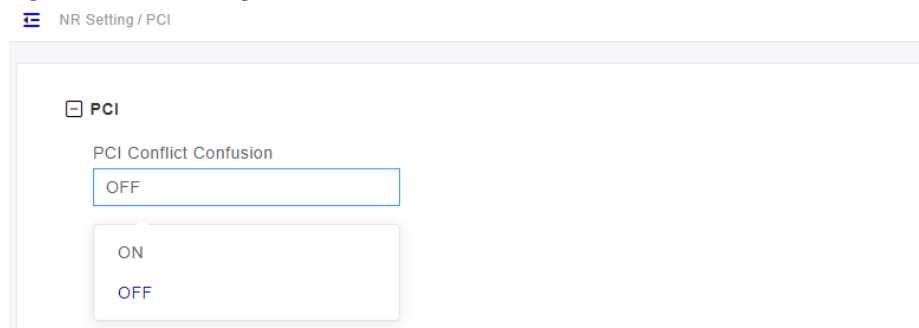 NR Setting / PCI
PCI
PCI Conflict Confusion
OFF
ON
OFF